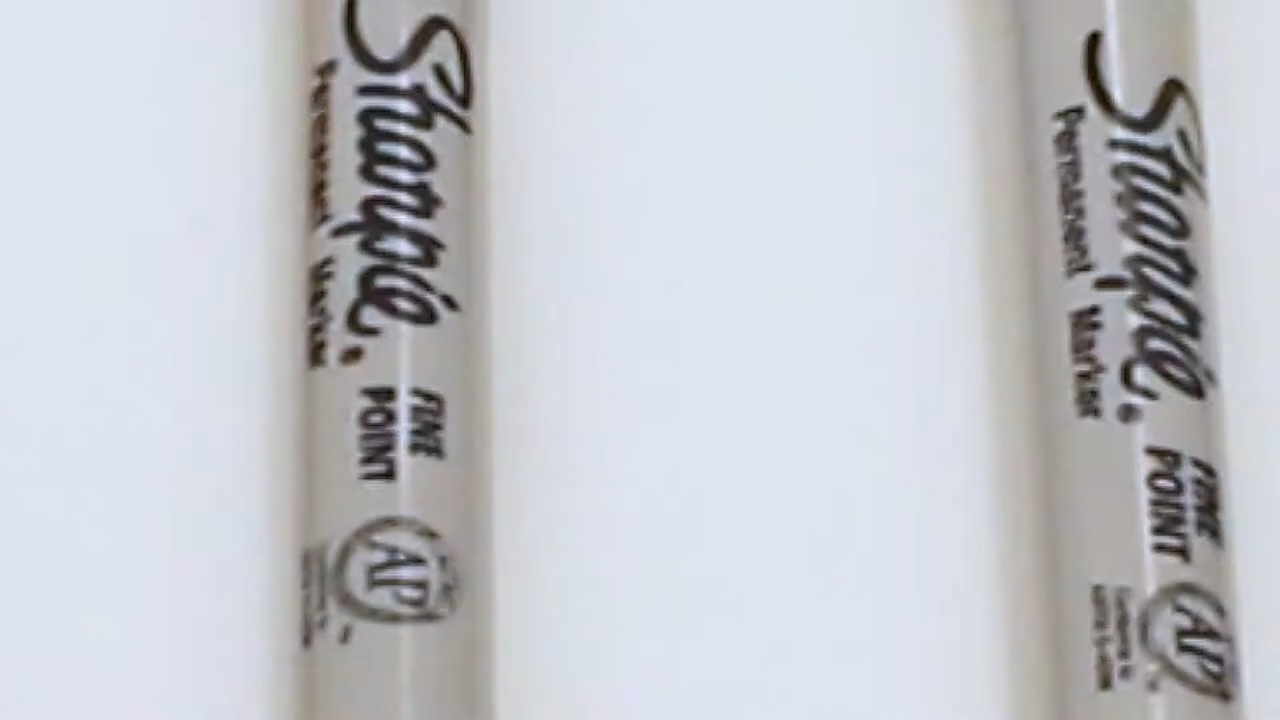 Sharpie®
Permanent Marker
FINE
POINT
AP
Sharpie®
Permanent Marker
FINE
POINT
AP